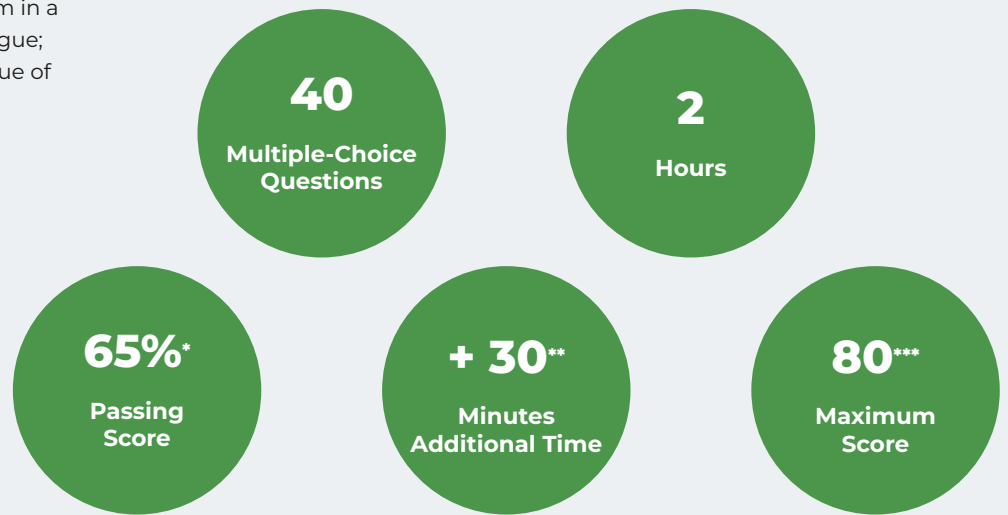 m in a
gue;
ue of
40
Multiple-Choice
Questions
2
Hours
65%*
Passing
Score
+ 30**
Minutes
Additional Time
80***
Maximum
Score